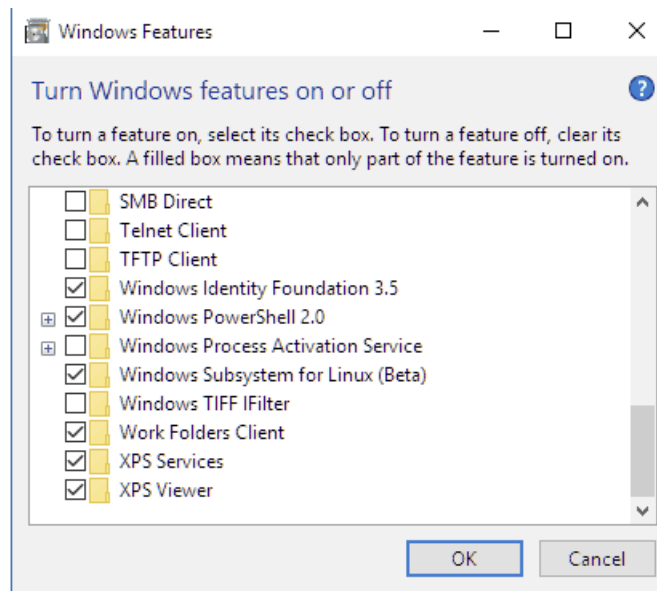 Windows Features
Turn Windows features on or off
To turn a feature on, select its check box. To turn a feature off, clear its
check box. A filled box means that only part of the feature is turned on.
SMB Direct
Telnet Client
TFTP Client
Windows Identity Foundation 3.5
Windows PowerShell 2.0
Windows Process Activation Service
Windows Subsystem for Linux (Beta)
Windows TIFF IFilter
Work Folders Client
XPS Services
XPS Viewer
OK Cancel